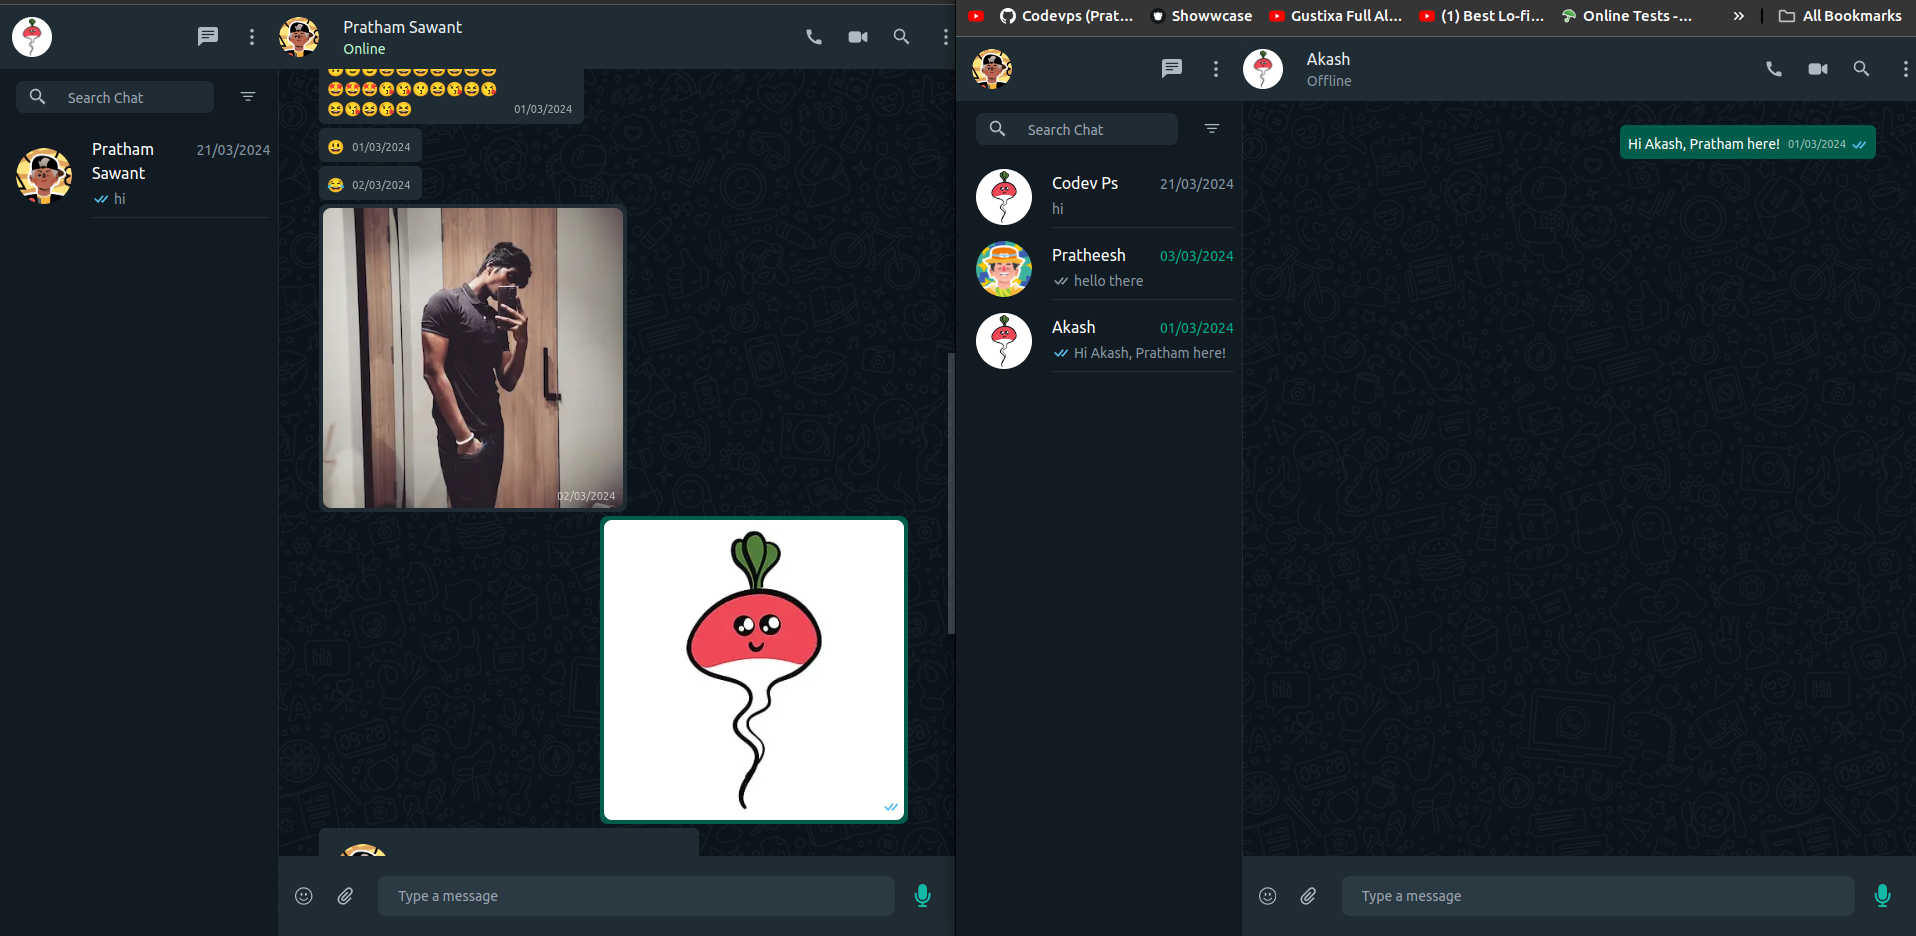 Pratham Sawant
Online
Search Chat
Pratham
Sawant
21/03/2024
hi
01/03/2024
01/03/2024
02/03/2024
02/03/2024
Type a message
Codevps (Prat...
Showwcase
Gustixa Full Al...
(1) Best Lo-fi...
Online Tests -...
»
All Bookmarks
Akash
Offline
Search Chat
Codev Ps 21/03/2024
hi
Pratheesh 03/03/2024
hello there
Akash 01/03/2024
Hi Akash, Pratham here!
Hi Akash, Pratham here! 01/03/2024
Type a message